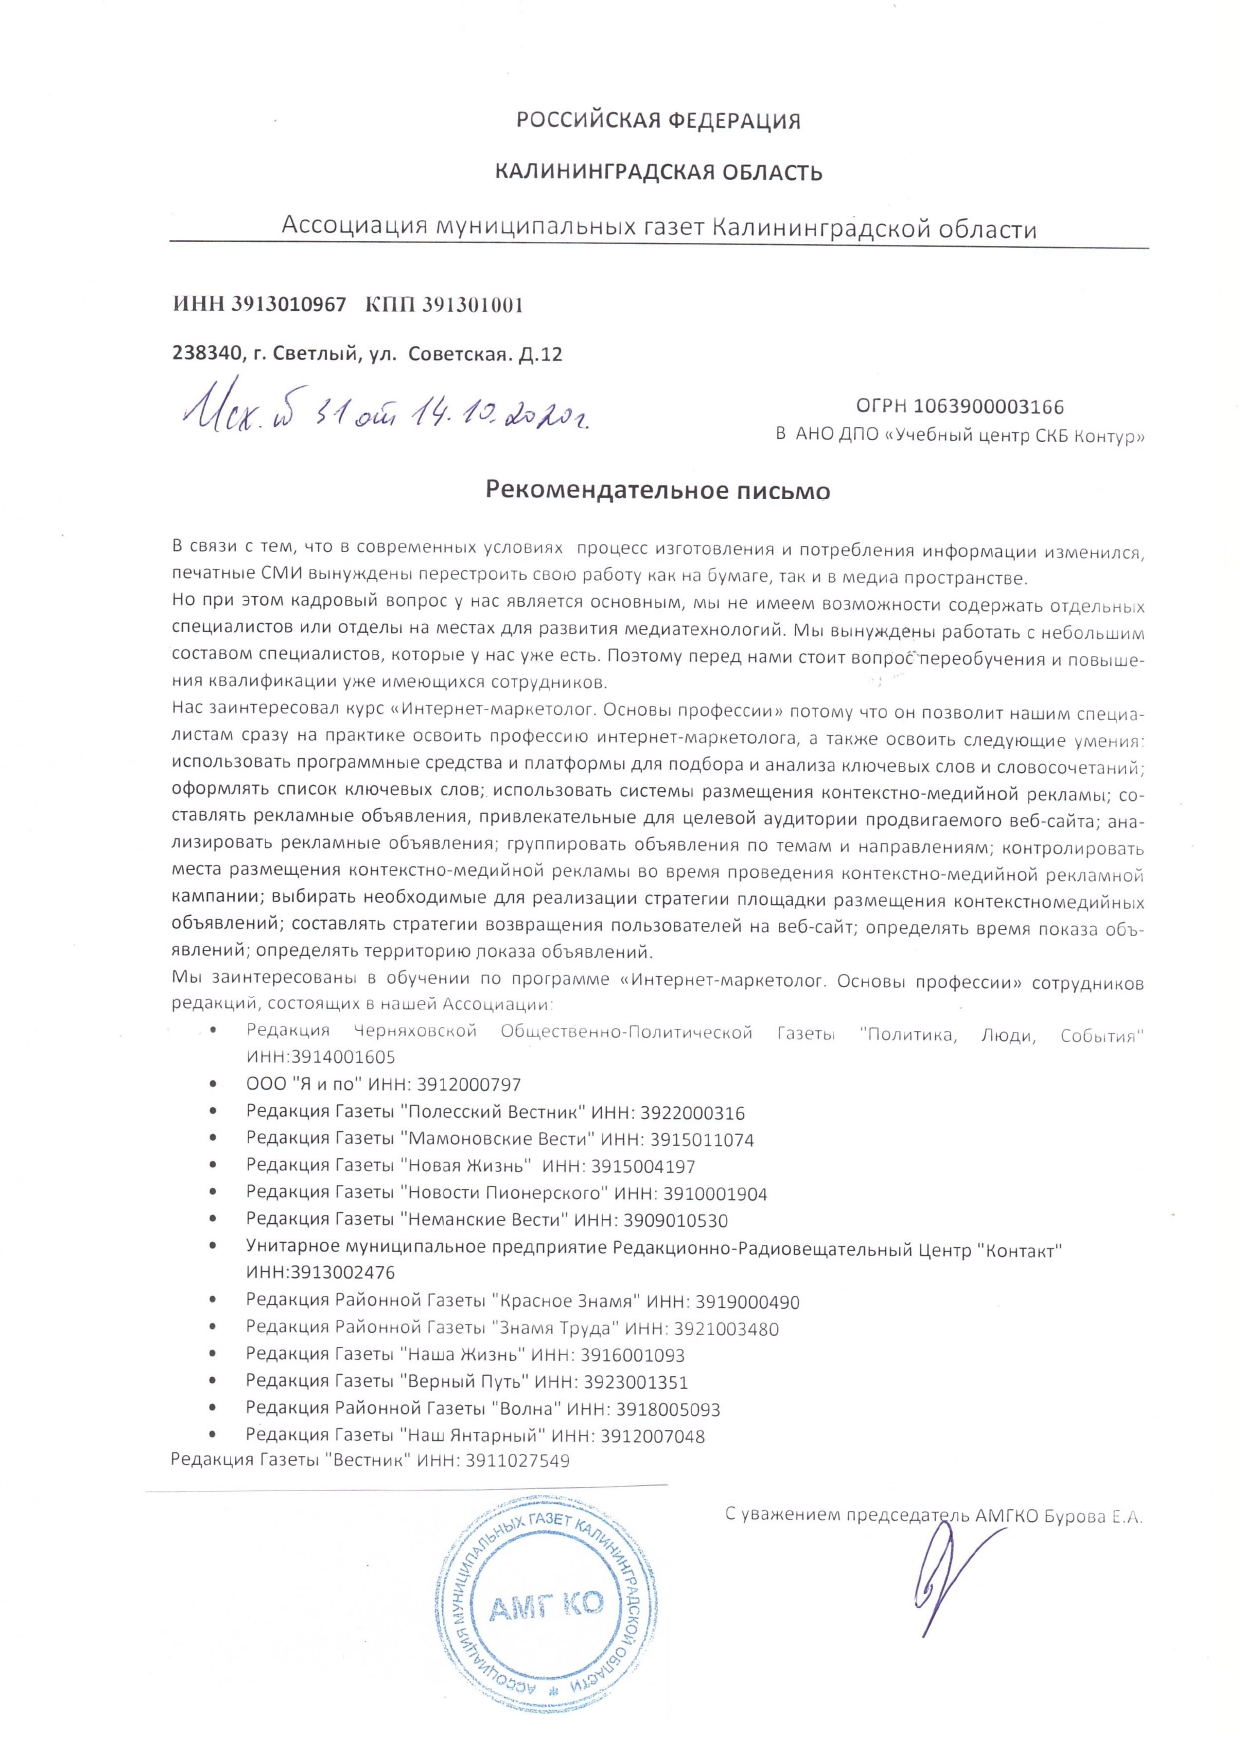 РОССИЙСКАЯ ФЕДЕРАЦИЯ
КАЛИНИНГРАДСКАЯ ОБЛАСТЬ
Ассоциация муниципальных газет Калининградской области
ИНН 3913010967 КПП 391301001
238340, г. Светлый, ул. Советская. Д.12
Исх. № 31 от 14.10.2020г.
ОГРН 1063900003166
В АНО ДПО «Учебный центр СКБ Контур»
Рекомендательное письмо
В связи с тем, что в современных условиях процесс изготовления и потребления информации изменился,
печатные СМИ вынуждены перестроить свою работу как на бумаге, так и в медиа пространстве.
Но при этом кадровый вопрос у нас является основным, мы не имеем возможности содержать отдельных
специалистов или отделы на местах для развития медиатехнологий. Мы вынуждены работать с небольшим
составом специалистов, которые у нас уже есть. Поэтому перед нами стоит вопрос переобучения и повыше-
ния квалификации уже имеющихся сотрудников.
Нас заинтересовал курс «Интернет-маркетолог. Основы профессии» потому что он позволит нашим специа-
листам сразу на практике освоить профессию интернет-маркетолога, а также освоить следующие умения:
использовать программные средства и платформы для подбора и анализа ключевых слов и словосочетаний;
оформлять список ключевых слов; использовать системы размещения контекстно-медийной рекламы; со-
ставлять рекламные объявления, привлекательные для целевой аудитории продвигаемого веб-сайта; ана-
лизировать рекламные объявления; группировать объявления по темам и направлениям; контролировать
места размещения контекстно-медийной рекламы во время проведения контекстно-медийной рекламной
кампании; выбирать необходимые для реализации стратегии площадки размещения контекстномедийных
объявлений; составлять стратегии возвращения пользователей на веб-сайт; определять время показа объ-
явлений; определять территорию показа объявлений.
Мы заинтересованы в обучении по программе «Интернет-маркетолог. Основы профессии» сотрудников
редакций, состоящих в нашей Ассоциации:
• Редакция Черняховской Общественно-Политической Газеты "Политика, Люди, События"
ИНН:3914001605
• ООО "Я и по" ИНН: 3912000797
• Редакция Газеты "Полесский Вестник" ИНН: 3922000316
• Редакция Газеты "Мамоновские Вести" ИНН: 3915011074
• Редакция Газеты "Новая Жизнь" ИНН: 3915004197
• Редакция Газеты "Новости Пионерского" ИНН: 3910001904
• Редакция Газеты "Неманские Вести" ИНН: 3909010530
• Унитарное муниципальное предприятие Редакционно-Радиовещательный Центр "Контакт"
ИНН:3913002476
• Редакция Районной Газеты "Красное Знамя" ИНН: 3919000490
• Редакция Районной Газеты "Знамя Труда" ИНН: 3921003480
• Редакция Газеты "Наша Жизнь" ИНН: 3916001093
• Редакция Газеты "Верный Путь" ИНН: 3923001351
• Редакция Районной Газеты "Волна" ИНН: 3918005093
• Редакция Газеты "Наш Янтарный" ИНН: 3912007048
Редакция Газеты "Вестник" ИНН: 3911027549
С уважением председатель АМГКО Бурова Е.А.
АССОЦИАЦИЯ МУНИЦИПАЛЬНЫХ ГАЗЕТ КАЛИНИНГРАДСКОЙ ОБЛАСТИ *
АМГ КО